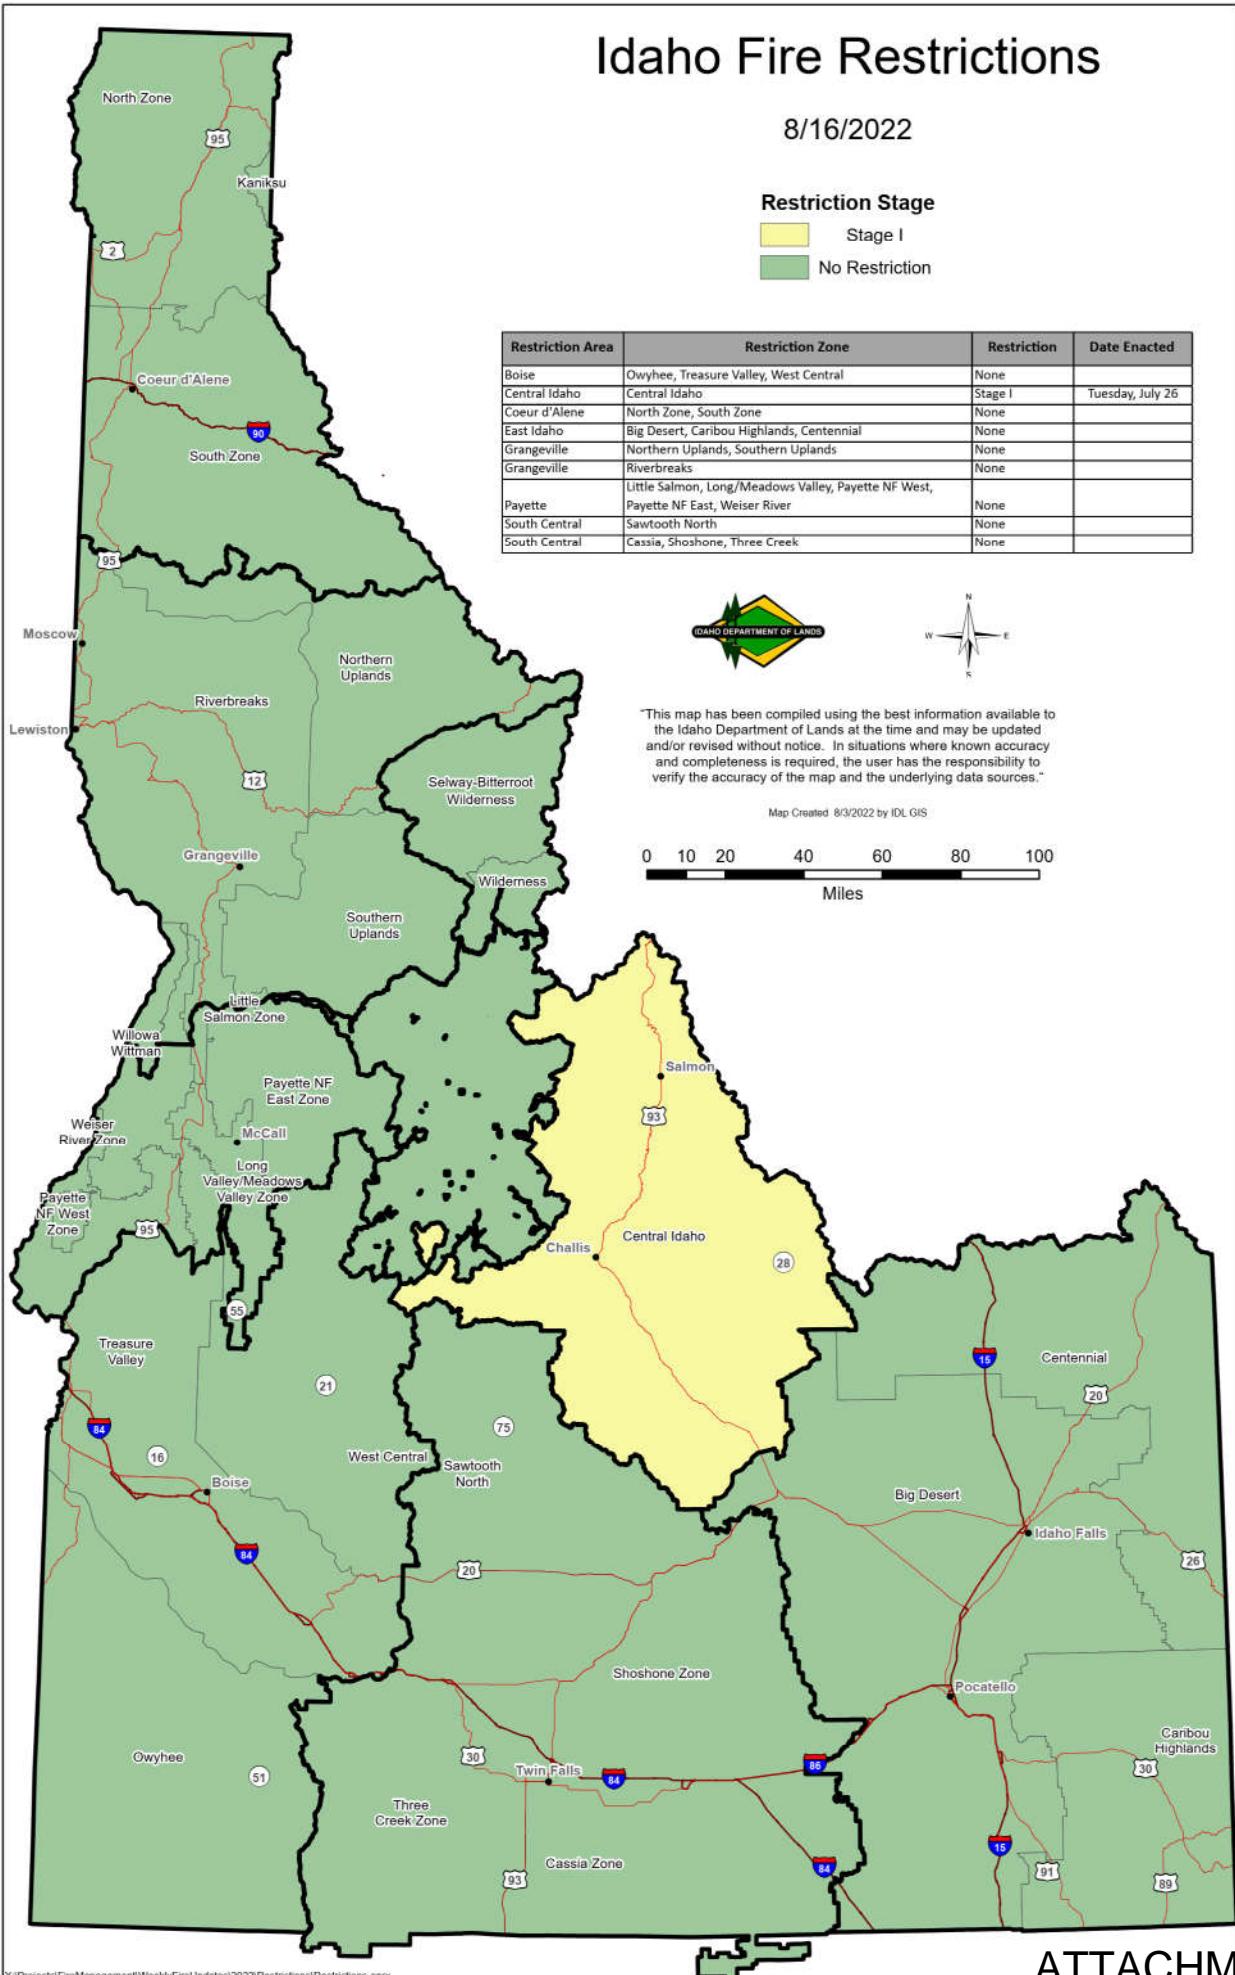 Idaho Fire Restrictions
8/16/2022
Restriction Stage
Stage I
No Restriction
Restriction Area Restriction Zone Restriction Date Enacted
Boise Owyhee, Treasure Valley, West Central None
Central Idaho Central Idaho Stage I Tuesday, July 26
Coeur d'Alene North Zone, South Zone None
East Idaho Big Desert, Caribou Highlands, Centennial None
Grangeville Northern Uplands, Southern Uplands None
Grangeville Riverbreaks None
Little Salmon, Long/Meadows Valley, Payette NF West,
Payette Payette NF East, Weiser River None
South Central Sawtooth North None
South Central Cassia, Shoshone, Three Creek None
IDAHO DEPARTMENT OF LANDS
N
W E
S
"This map has been compiled using the best information available to
the Idaho Department of Lands at the time and may be updated
and/or revised without notice. In situations where known accuracy
and completeness is required, the user has the responsibility to
verify the accuracy of the map and the underlying data sources."
Map Created 8/3/2022 by IDL GIS
0 10 20 40 60 80 100
Miles
North Zone
95
Kaniksu
2
Coeur d'Alene
90
South Zone
95
Moscow
Northern
Uplands
Riverbreaks
Lewiston
12
Selway-Bitterroot
Wilderness
Grangeville
Wilderness
Southern
Uplands
Little
Salmon Zone
Willowa
Wittman
Salmon
Payette NF
East Zone
93
Weiser
River Zone
McCall
Long
Valley/Meadows
Valley Zone
Payette
NF West
Zone
95
Central Idaho
Challis
28
55
Treasure
Valley
15
Centennial
21
20
84
75
16
West Central
Sawtooth
North
Boise
Big Desert
Idaho Falls
84
20
26
Shoshone Zone
Pocatello
Owyhee
51
30
Twin Falls
84
86
Caribou
Highlands
30
Three
Creek Zone
Cassia Zone
93
84
15
91
89
ATTACHM